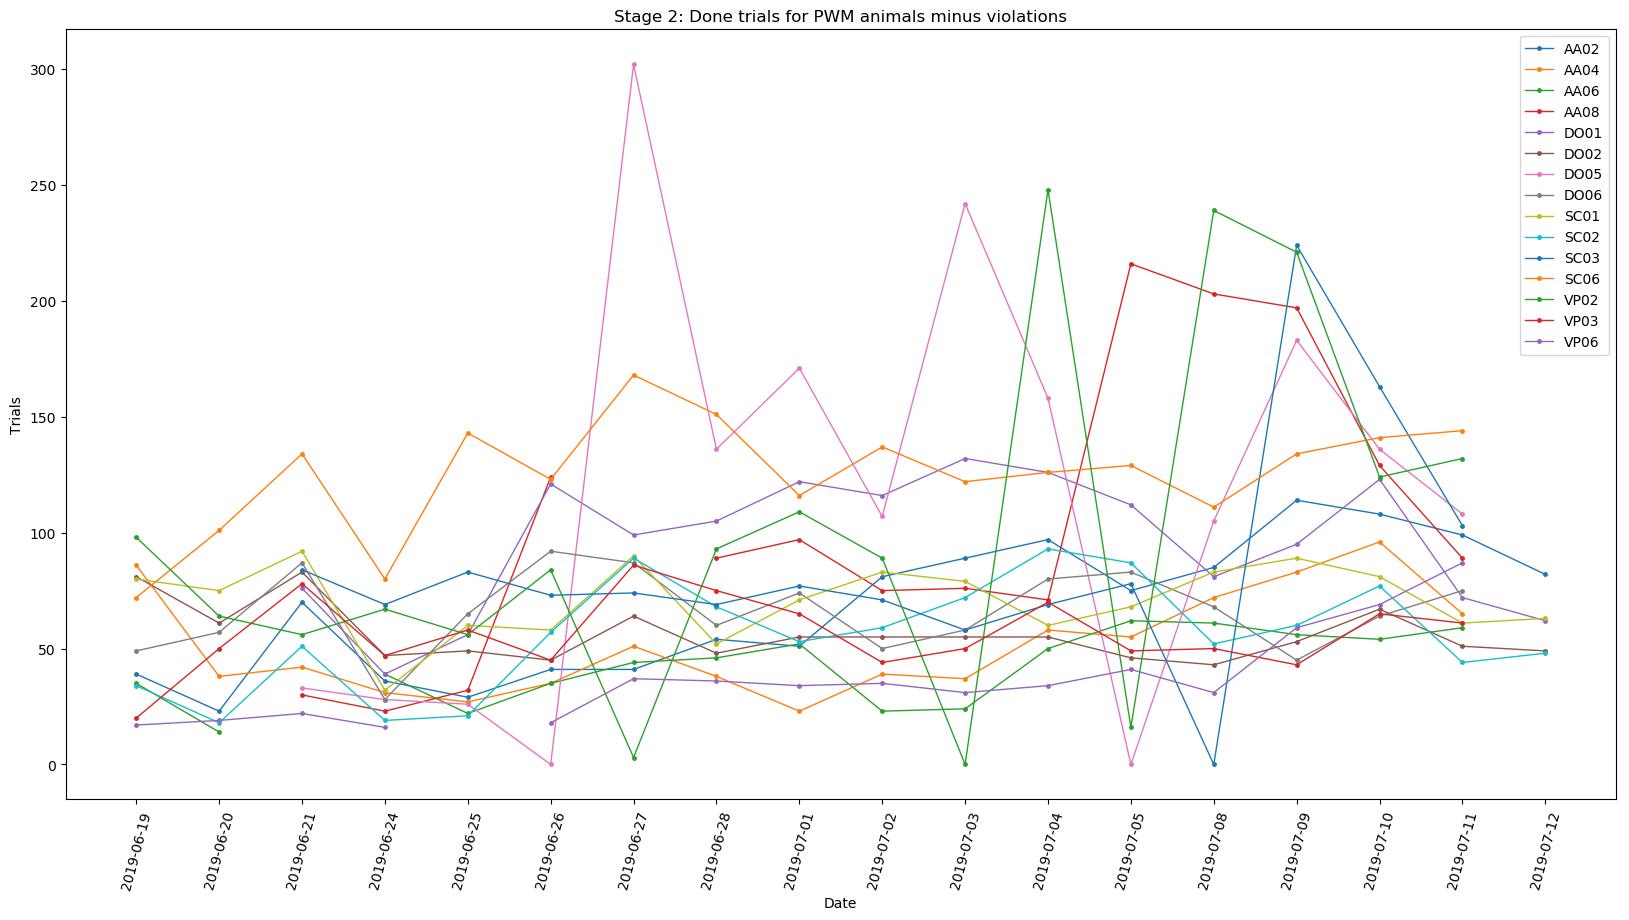 Stage 2: Done trials for PWM animals minus violations
Trials
300
250
200
150
100
50
0
AA02
AA04
AA06
AA08
DO01
DO02
DO05
DO06
SC01
SC02
SC03
SC06
VP02
VP03
VP06
2019-06-19
2019-06-20
2019-06-21
2019-06-24
2019-06-25
2019-06-26
2019-06-27
2019-06-28
2019-07-01
2019-07-02
2019-07-03
2019-07-04
2019-07-05
2019-07-08
2019-07-09
2019-07-10
2019-07-11
2019-07-12
Date